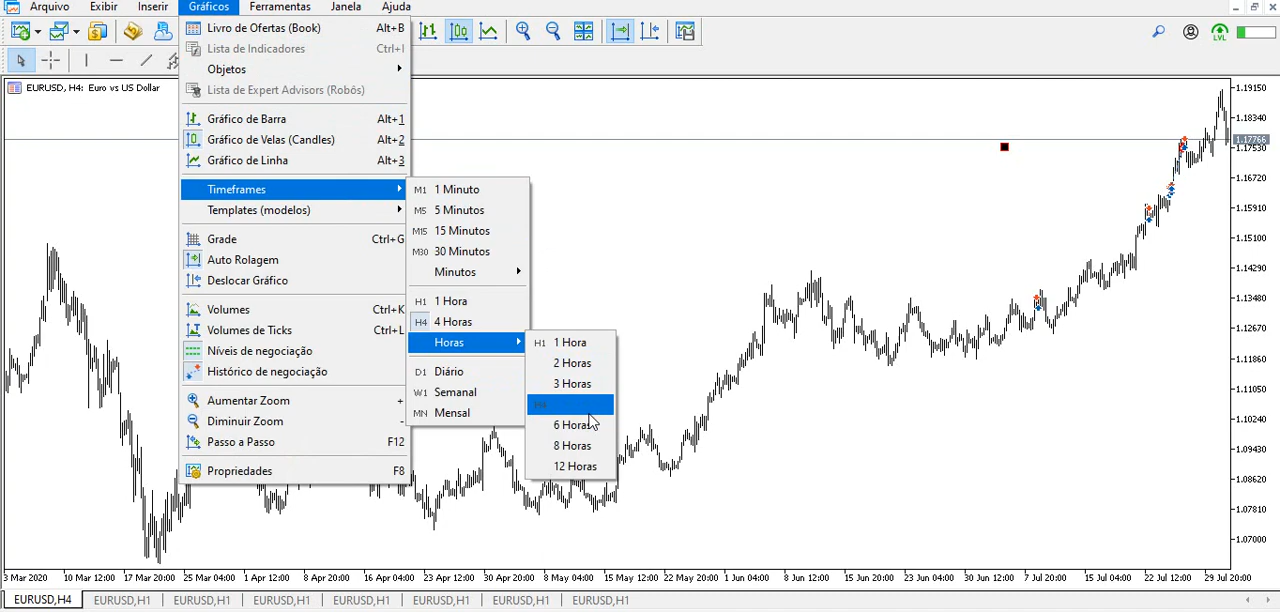 Arquivo Exibir Inserir Gráficos Ferramentas Janela Ajuda
EURUSD, H4: Euro vs US Dollar
Livro de Ofertas (Book) Alt+B
Lista de Indicadores Ctrl+I
Objetos
Lista de Expert Advisors (Robôs)
Gráfico de Barra Alt+1
Gráfico de Velas (Candles) Alt+2
Gráfico de Linha Alt+3
Timeframes
Templates (modelos)
Grade Ctrl+G
Auto Rolagem
Deslocar Gráfico
Volumes Ctrl+K
Volumes de Ticks Ctrl+L
Níveis de negociação
Histórico de negociação
Aumentar Zoom +
Diminuir Zoom -
Passo a Passo F12
Propriedades F8
M1 1 Minuto
M5 5 Minutos
M15 15 Minutos
M30 30 Minutos
Minutos
H1 1 Hora
H4 4 Horas
Horas
D1 Diário
W1 Semanal
MN Mensal
H1 1 Hora
2 Horas
3 Horas
H4
6 Horas
8 Horas
12 Horas
LVL
1.19150
1.18340
1.17766
1.17530
1.16720
1.15910
1.15100
1.14290
1.13480
1.12670
1.11860
1.11050
1.10240
1.09430
1.08620
1.07810
1.07000
3 Mar 2020 10 Mar 12:00 17 Mar 20:00 25 Mar 04:00 1 Apr 12:00 8 Apr 20:00 16 Apr 04:00 23 Apr 12:00 30 Apr 20:00 8 May 04:00 15 May 12:00 22 May 20:00 1 Jun 04:00 8 Jun 12:00 15 Jun 20:00 23 Jun 04:00 30 Jun 12:00 7 Jul 20:00 15 Jul 04:00 22 Jul 12:00 29 Jul 20:00
EURUSD,H4 EURUSD,H1 EURUSD,H1 EURUSD,H1 EURUSD,H1 EURUSD,H1 EURUSD,H1 EURUSD,H1